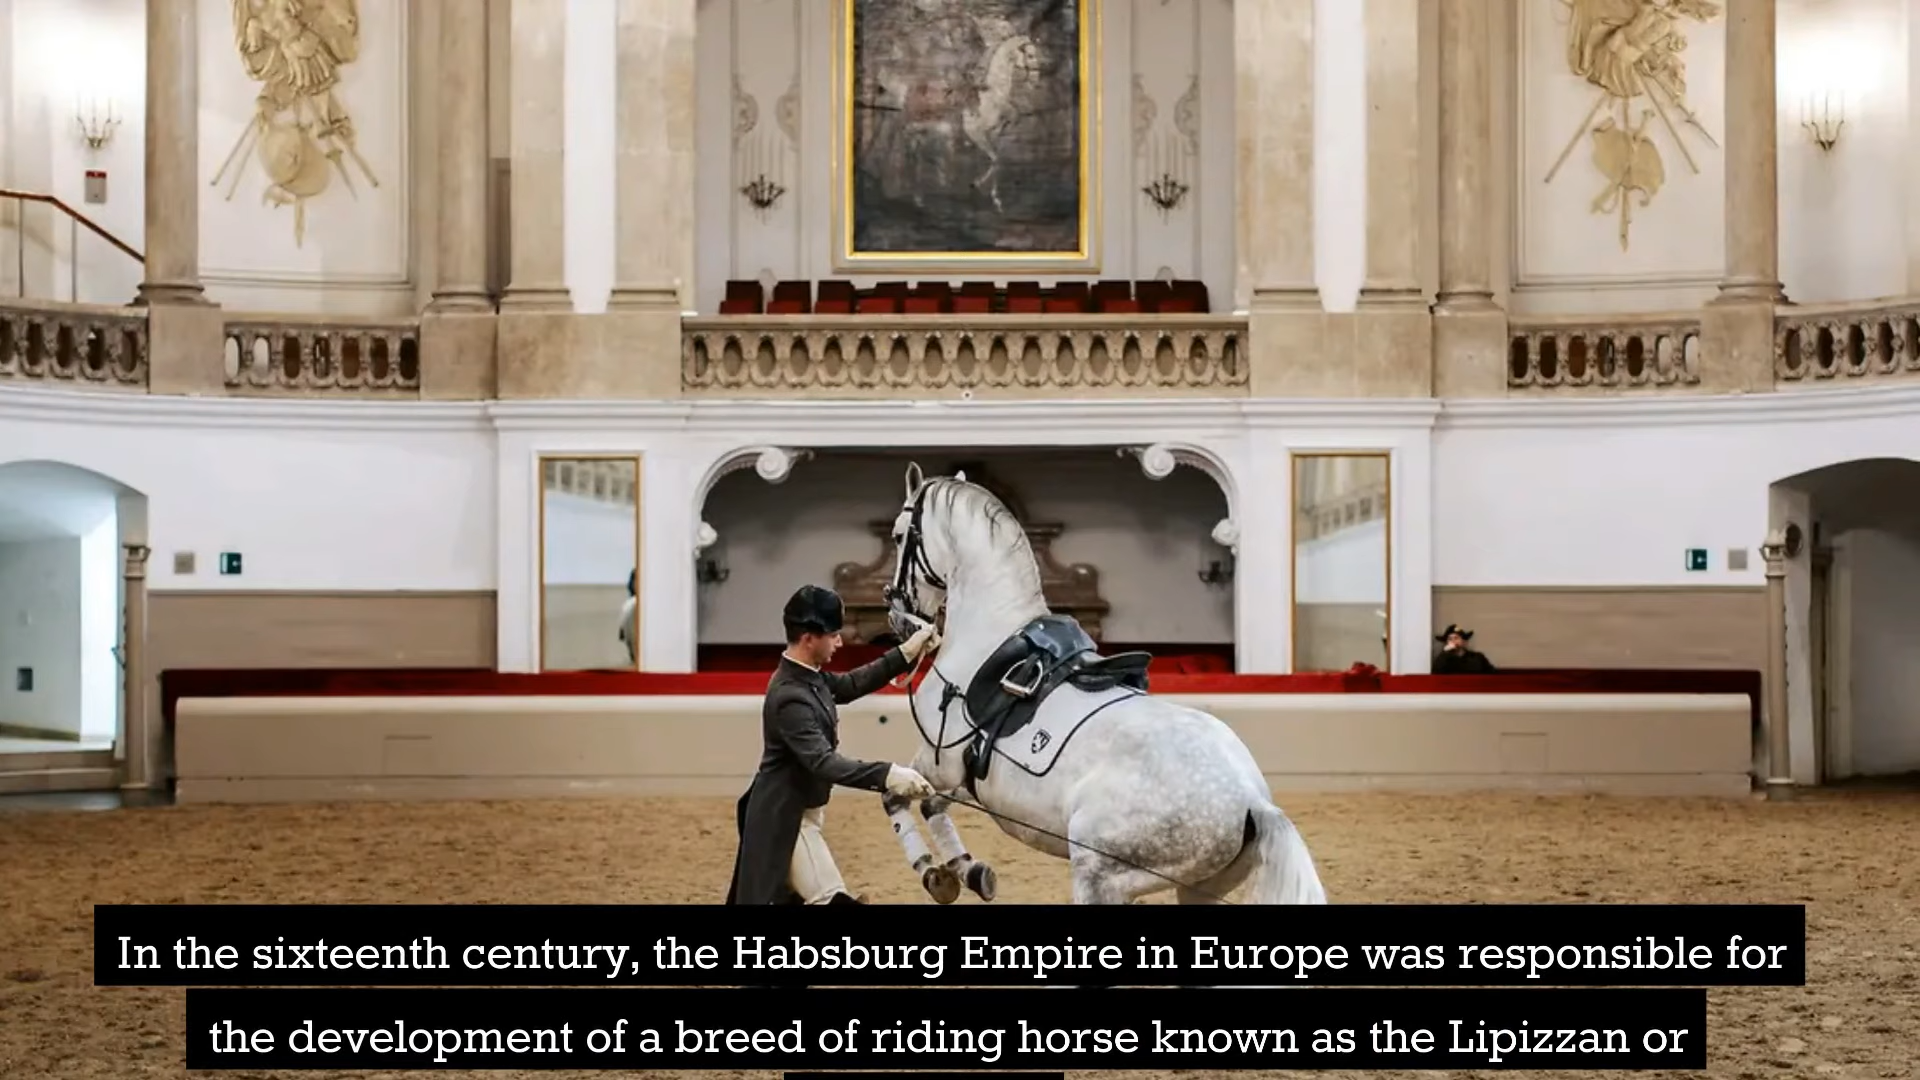 In the sixteenth century, the Habsburg Empire in Europe was responsible for
the development of a breed of riding horse known as the Lipizzan or